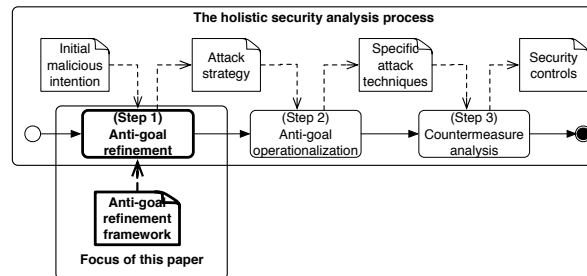 The holistic security analysis process
Initial
malicious
intention
Attack
strategy
Specific
attack
techniques
Security
controls
(Step 1)
Anti-goal
refinement
(Step 2)
Anti-goal
operationalization
(Step 3)
Countermeasure
analysis
Anti-goal
refinement
framework
Focus of this paper